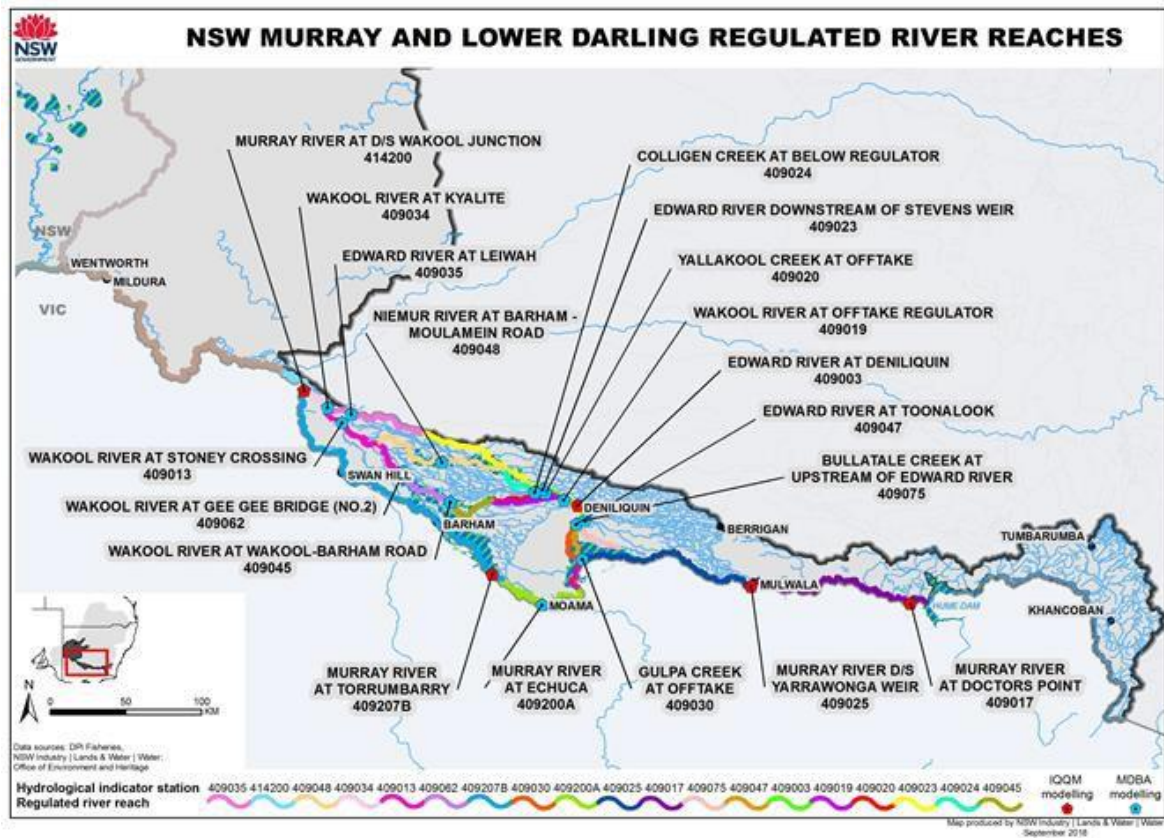 NSW
GOVERNMENT
NSW MURRAY AND LOWER DARLING REGULATED RIVER REACHES
MURRAY RIVER AT D/S WAKOOL JUNCTION
414200
WAKOOL RIVER AT KYALITE
409034
EDWARD RIVER AT LEIWAH
409035
NIEMUR RIVER AT BARHAM -
MOULAMEIN ROAD
409048
COLLIGEN CREEK AT BELOW REGULATOR
409024
EDWARD RIVER DOWNSTREAM OF STEVENS WEIR
409023
YALLAKOOL CREEK AT OFFTAKE
409020
WAKOOL RIVER AT OFFTAKE REGULATOR
409019
EDWARD RIVER AT DENILIQUIN
409003
EDWARD RIVER AT TOONALOOK
409047
BULLATALE CREEK AT
UPSTREAM OF EDWARD RIVER
409075
NSW
WENTWORTH
MILDURA
VIC
WAKOOL RIVER AT STONEY CROSSING
409013
SWAN HILL
WAKOOL RIVER AT GEE GEE BRIDGE (NO.2)
409062
BARHAM
WAKOOL RIVER AT WAKOOL-BARHAM ROAD
409045
DENILIQUIN
BERRIGAN
TUMBARUMBA
MULWALA
HUME DAM
KHANCOBAN
MOAMA
MURRAY RIVER
AT TORRUMBARRY
409207B
MURRAY RIVER
AT ECHUCA
409200A
GULPA CREEK
AT OFFTAKE
409030
MURRAY RIVER D/S
YARRAWONGA WEIR
409025
MURRAY RIVER
AT DOCTORS POINT
409017
N
0 50 100
KM
Data sources: DPI Fisheries,
NSW Industry | Lands & Water | Water;
Office of Environment and Heritage
Hydrological indicator station 409035 414200 409048 409034 409013 409062 409207B 409030 409200A 409025 409017 409075 409047 409003 409019 409020 409023 409024 409045
Regulated river reach
IQQM
modelling
MDBA
modelling
Map produced by NSW Industry | Lands & Water | Water
September 2018